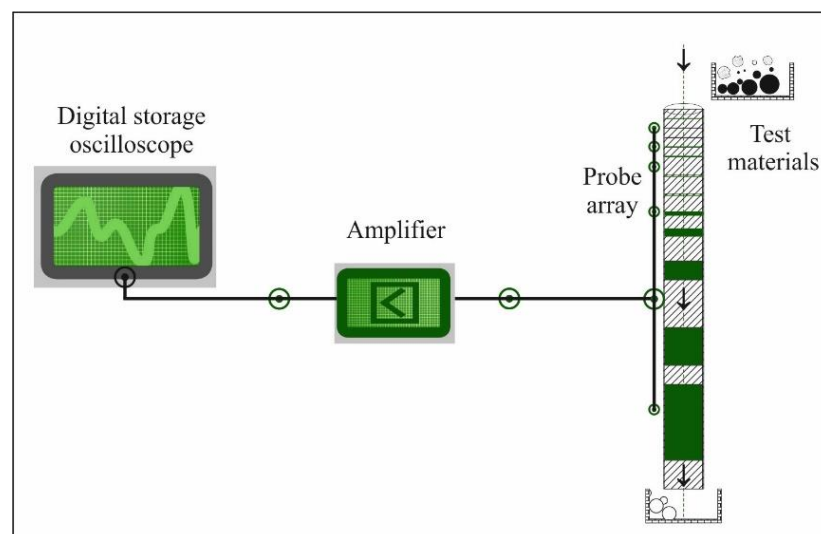 Digital storage
oscilloscope
Amplifier
Probe
array
Test
materials